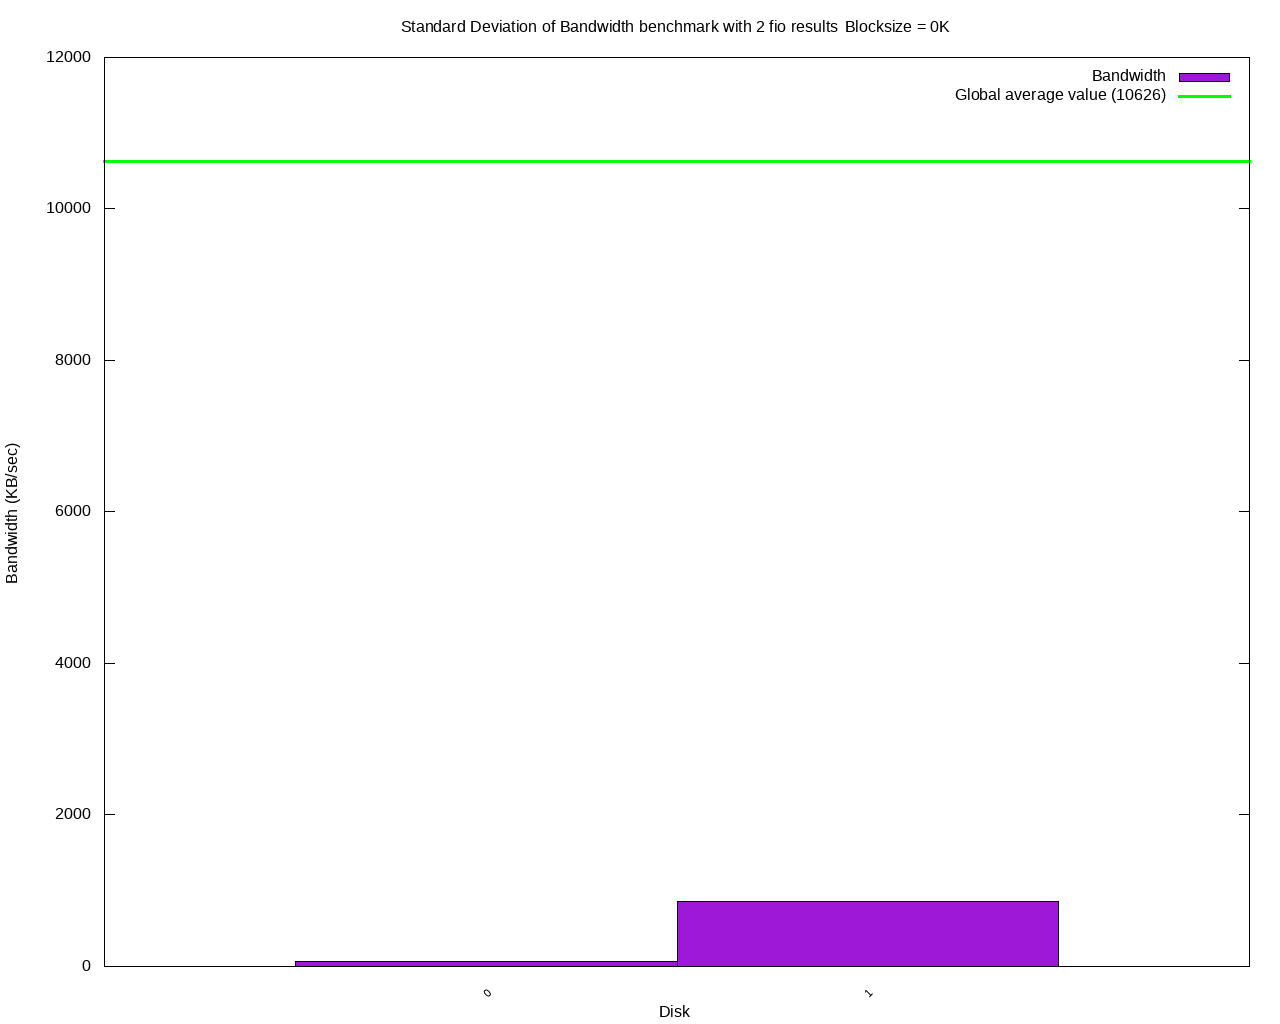 Standard Deviation of Bandwidth benchmark with 2 fio results Blocksize = 0K
12000
10000
8000
6000
4000
2000
0
Bandwidth
Global average value (10626)
Bandwidth (KB/sec)
0
1
Disk